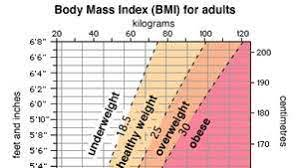 Body Mass Index (BMI) for adults
kilograms
20 40 60 80 100 120
6'8"
6'6"
6'4"
6'2"
6'0"
5'8"
5'6"
5'4"
feet and inches
underweight
18.5
healthy weight
25
overweight
30
obese
200
190
180
170
centimetres